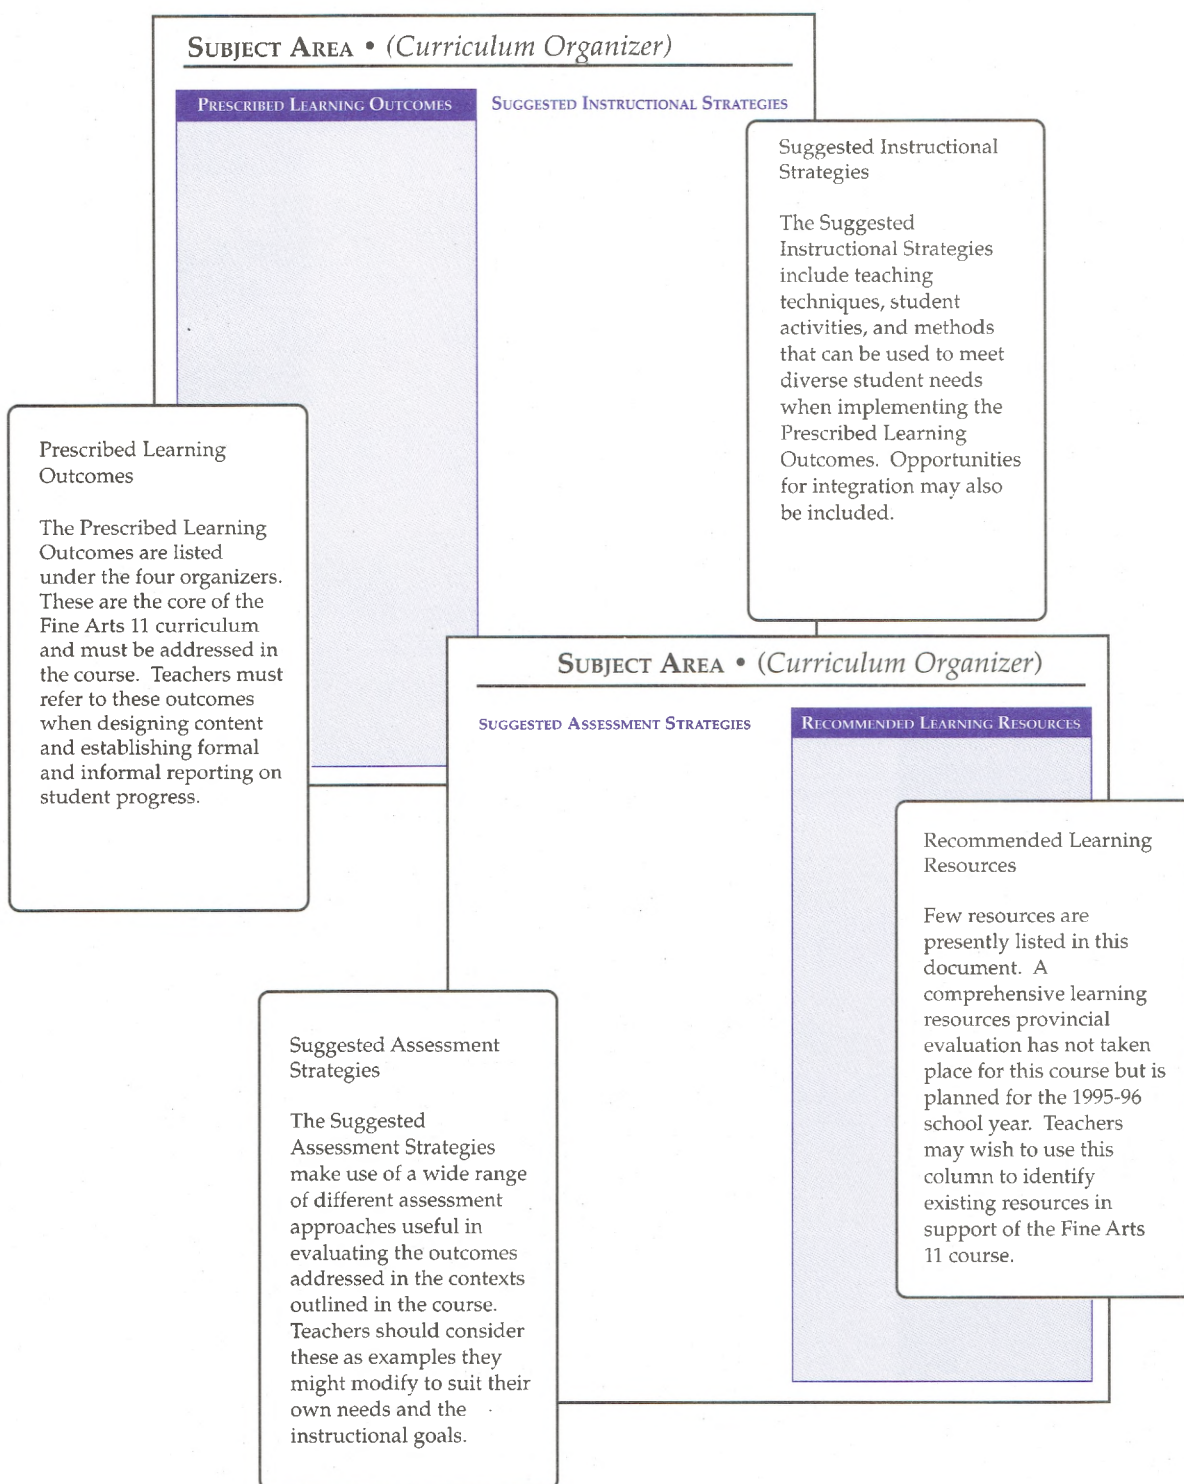 SUBJECT AREA • (Curriculum Organizer)
PRESCRIBED LEARNING OUTCOMES
SUGGESTED INSTRUCTIONAL STRATEGIES
Suggested Instructional
Strategies
The Suggested
Instructional Strategies
include teaching
techniques, student
activities, and methods
that can be used to meet
diverse student needs
when implementing the
Prescribed Learning
Outcomes. Opportunities
for integration may also
be included.
Prescribed Learning
Outcomes
The Prescribed Learning
Outcomes are listed
under the four organizers.
These are the core of the
Fine Arts 11 curriculum
and must be addressed in
the course. Teachers must
refer to these outcomes
when designing content
and establishing formal
and informal reporting on
student progress.
SUBJECT AREA • (Curriculum Organizer)
SUGGESTED ASSESSMENT STRATEGIES
RECOMMENDED LEARNING RESOURCES
Recommended Learning
Resources
Few resources are
presently listed in this
document. A
comprehensive learning
resources provincial
evaluation has not taken
place for this course but is
planned for the 1995-96
school year. Teachers
may wish to use this
column to identify
existing resources in
support of the Fine Arts
11 course.
Suggested Assessment
Strategies
The Suggested
Assessment Strategies
make use of a wide range
of different assessment
approaches useful in
evaluating the outcomes
addressed in the contexts
outlined in the course.
Teachers should consider
these as examples they
might modify to suit their
own needs and the
instructional goals.